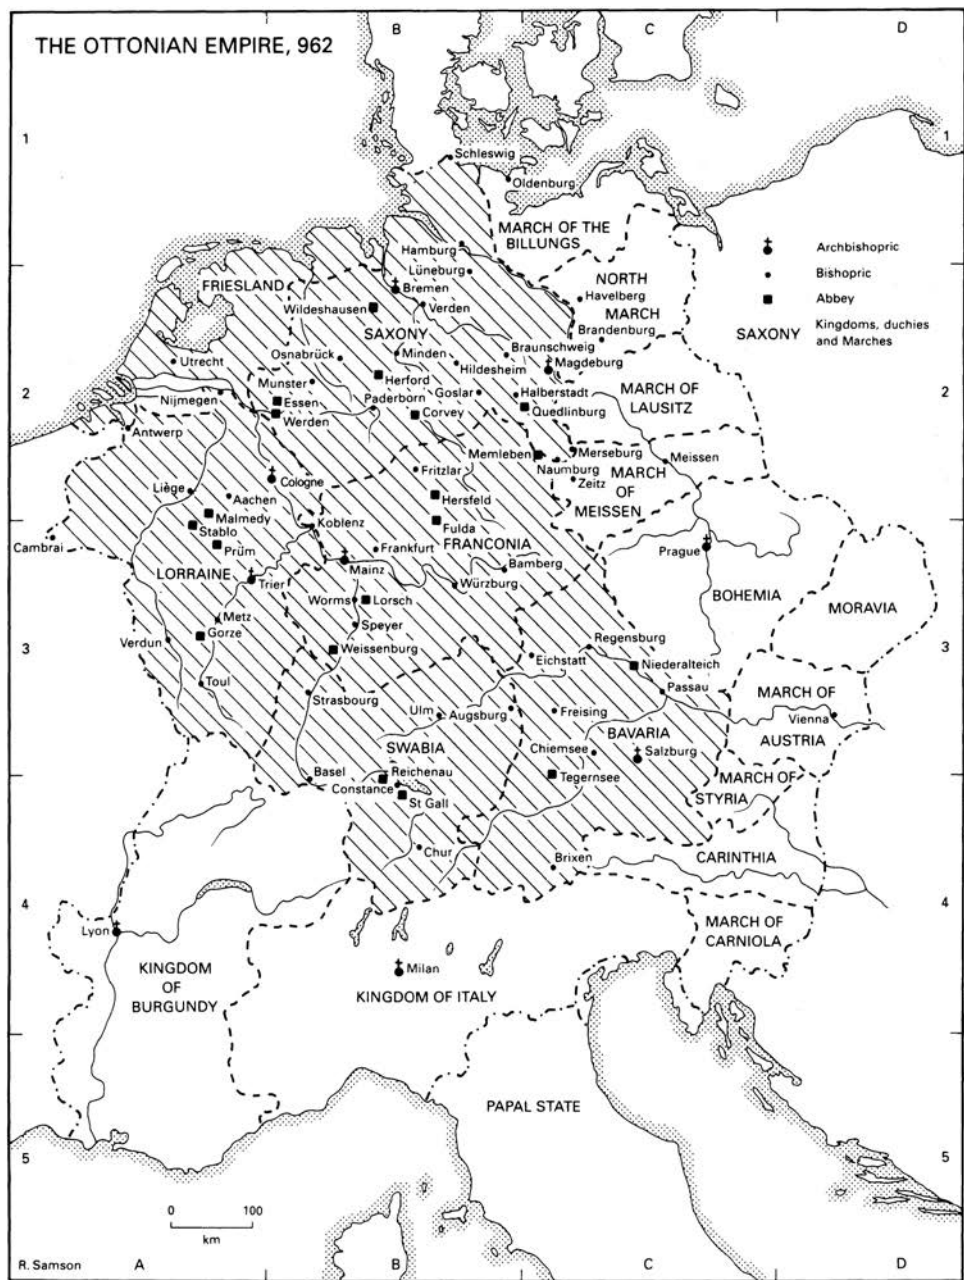 THE OTTONIAN EMPIRE, 962
B
C
D
1
1
Schleswig
Oldenburg
MARCH OF THE
BILLUNGS
Archbishopric
Bishopric
Abbey
SAXONY
Kingdoms, duchies
and Marches
Hamburg
Lüneburg
Bremen
FRIESLAND
NORTH
MARCH
Havelberg
Brandenburg
Wildeshausen
Verden
SAXONY
Utrecht
Osnabrück
Minden
Braunschweig
Hildesheim
Magdeburg
2
2
Nijmegen
Munster
Essen
Werden
Herford
Paderborn
Goslar
Corvey
Halberstadt
Quedlinburg
MARCH OF
LAUSITZ
Antwerp
Memleben
Merseburg
Naumburg
Zeitz
Meissen
MARCH
OF
MEISSEN
Cologne
Fritzlar
Liège
Aachen
Hersfeld
Malmedy
Stablo
Koblenz
Fulda
Cambrai
Prüm
Frankfurt
FRANCONIA
Prague
LORRAINE
Trier
Mainz
Bamberg
Würzburg
BOHEMIA
MORAVIA
Worms
Lorsch
Metz
Speyer
Gorze
Verdun
Weissenburg
Regensburg
3
3
Eichstatt
Niederalteich
Toul
Strasbourg
Passau
MARCH OF
Vienna
AUSTRIA
Ulm
Augsburg
Freising
BAVARIA
SWABIA
Chiemsee
Salzburg
Basel
Reichenau
Constance
St Gall
Tegernsee
MARCH OF
STYRIA
Chur
Brixen
CARINTHIA
4
4
Lyon
MARCH OF
CARNIOLA
KINGDOM
OF
BURGUNDY
Milan
KINGDOM OF ITALY
PAPAL STATE
5
5
0
100
km
R. Samson
A
B
C
D